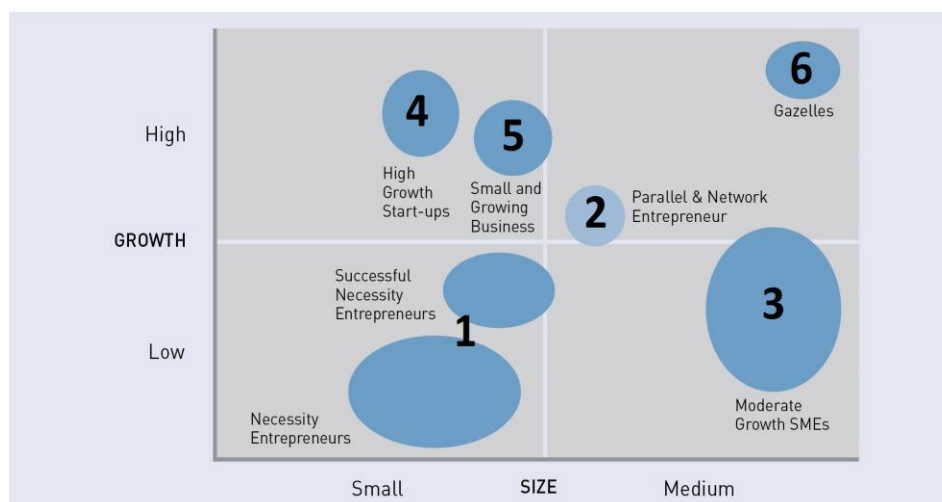 6
Gazelles
4
High
Growth
Start-ups
5
Small and
Growing
Business
2
Parallel & Network
Entrepreneur
High
GROWTH
Low
Successful
Necessity
Entrepreneurs
1
3
Necessity
Entrepreneurs
Moderate
Growth SMEs
Small
SIZE
Medium